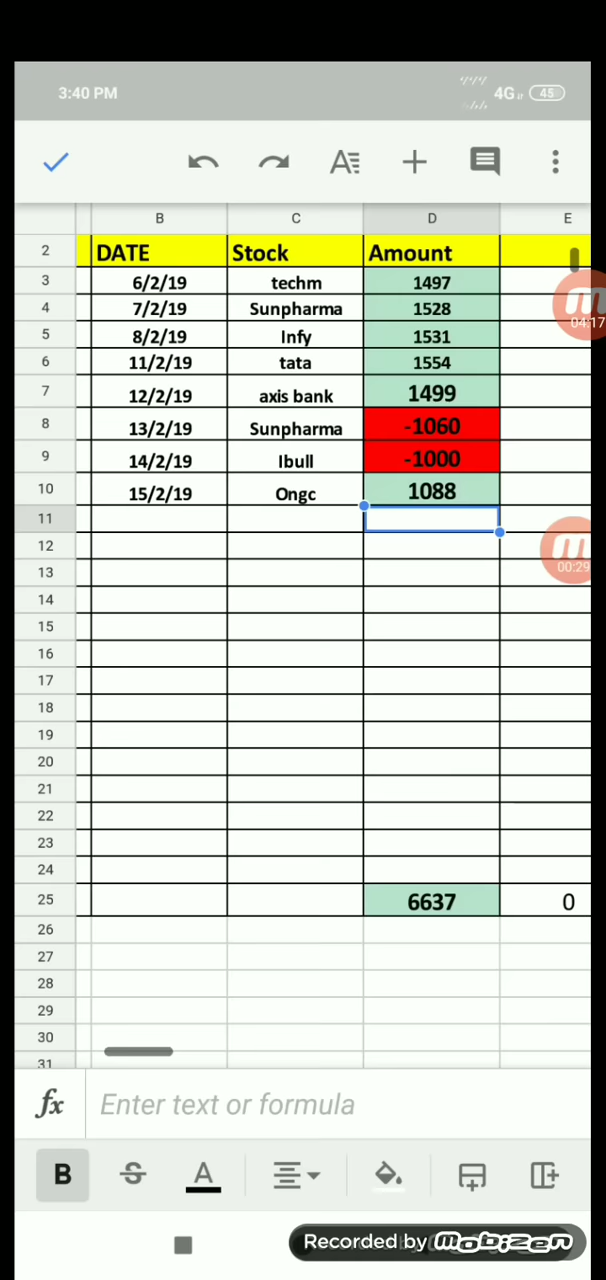 3:40 PM 4G 45
B C D E
2 DATE Stock Amount
3 6/2/19 techm 1497
4 7/2/19 Sunpharma 1528
04:17
5 8/2/19 Infy 1531
6 11/2/19 tata 1554
7 12/2/19 axis bank 1499
8 13/2/19 Sunpharma -1060
9 14/2/19 Ibull -1000
10 15/2/19 Ongc 1088
11
12
13
00:29
14
15
16
17
18
19
20
21
22
23
24
25 6637 0
26
27
28
29
30
31
fx Enter text or formula
B S A
Recorded by mobizen